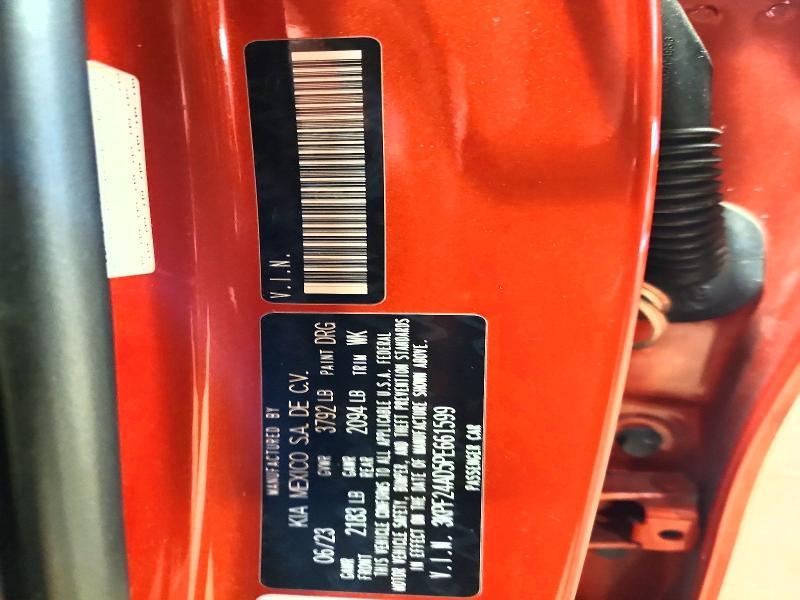 V.I.N.
MANUFACTURED BY
KIA MEXICO S.A. DE C.V.
06/23 GVWR 3792 LB PAINT DRG
GAWR FRONT 2183 LB GAWR REAR 2094 LB TRIM WK
THIS VEHICLE CONFORMS TO ALL APPLICABLE U.S.A. FEDERAL
MOTOR VEHICLE SAFETY, BUMPER, AND THEFT PREVENTION STANDARDS
IN EFFECT ON THE DATE OF MANUFACTURE SHOWN ABOVE.
V.I.N. 3KPF24AD5PE661599
PASSENGER CAR